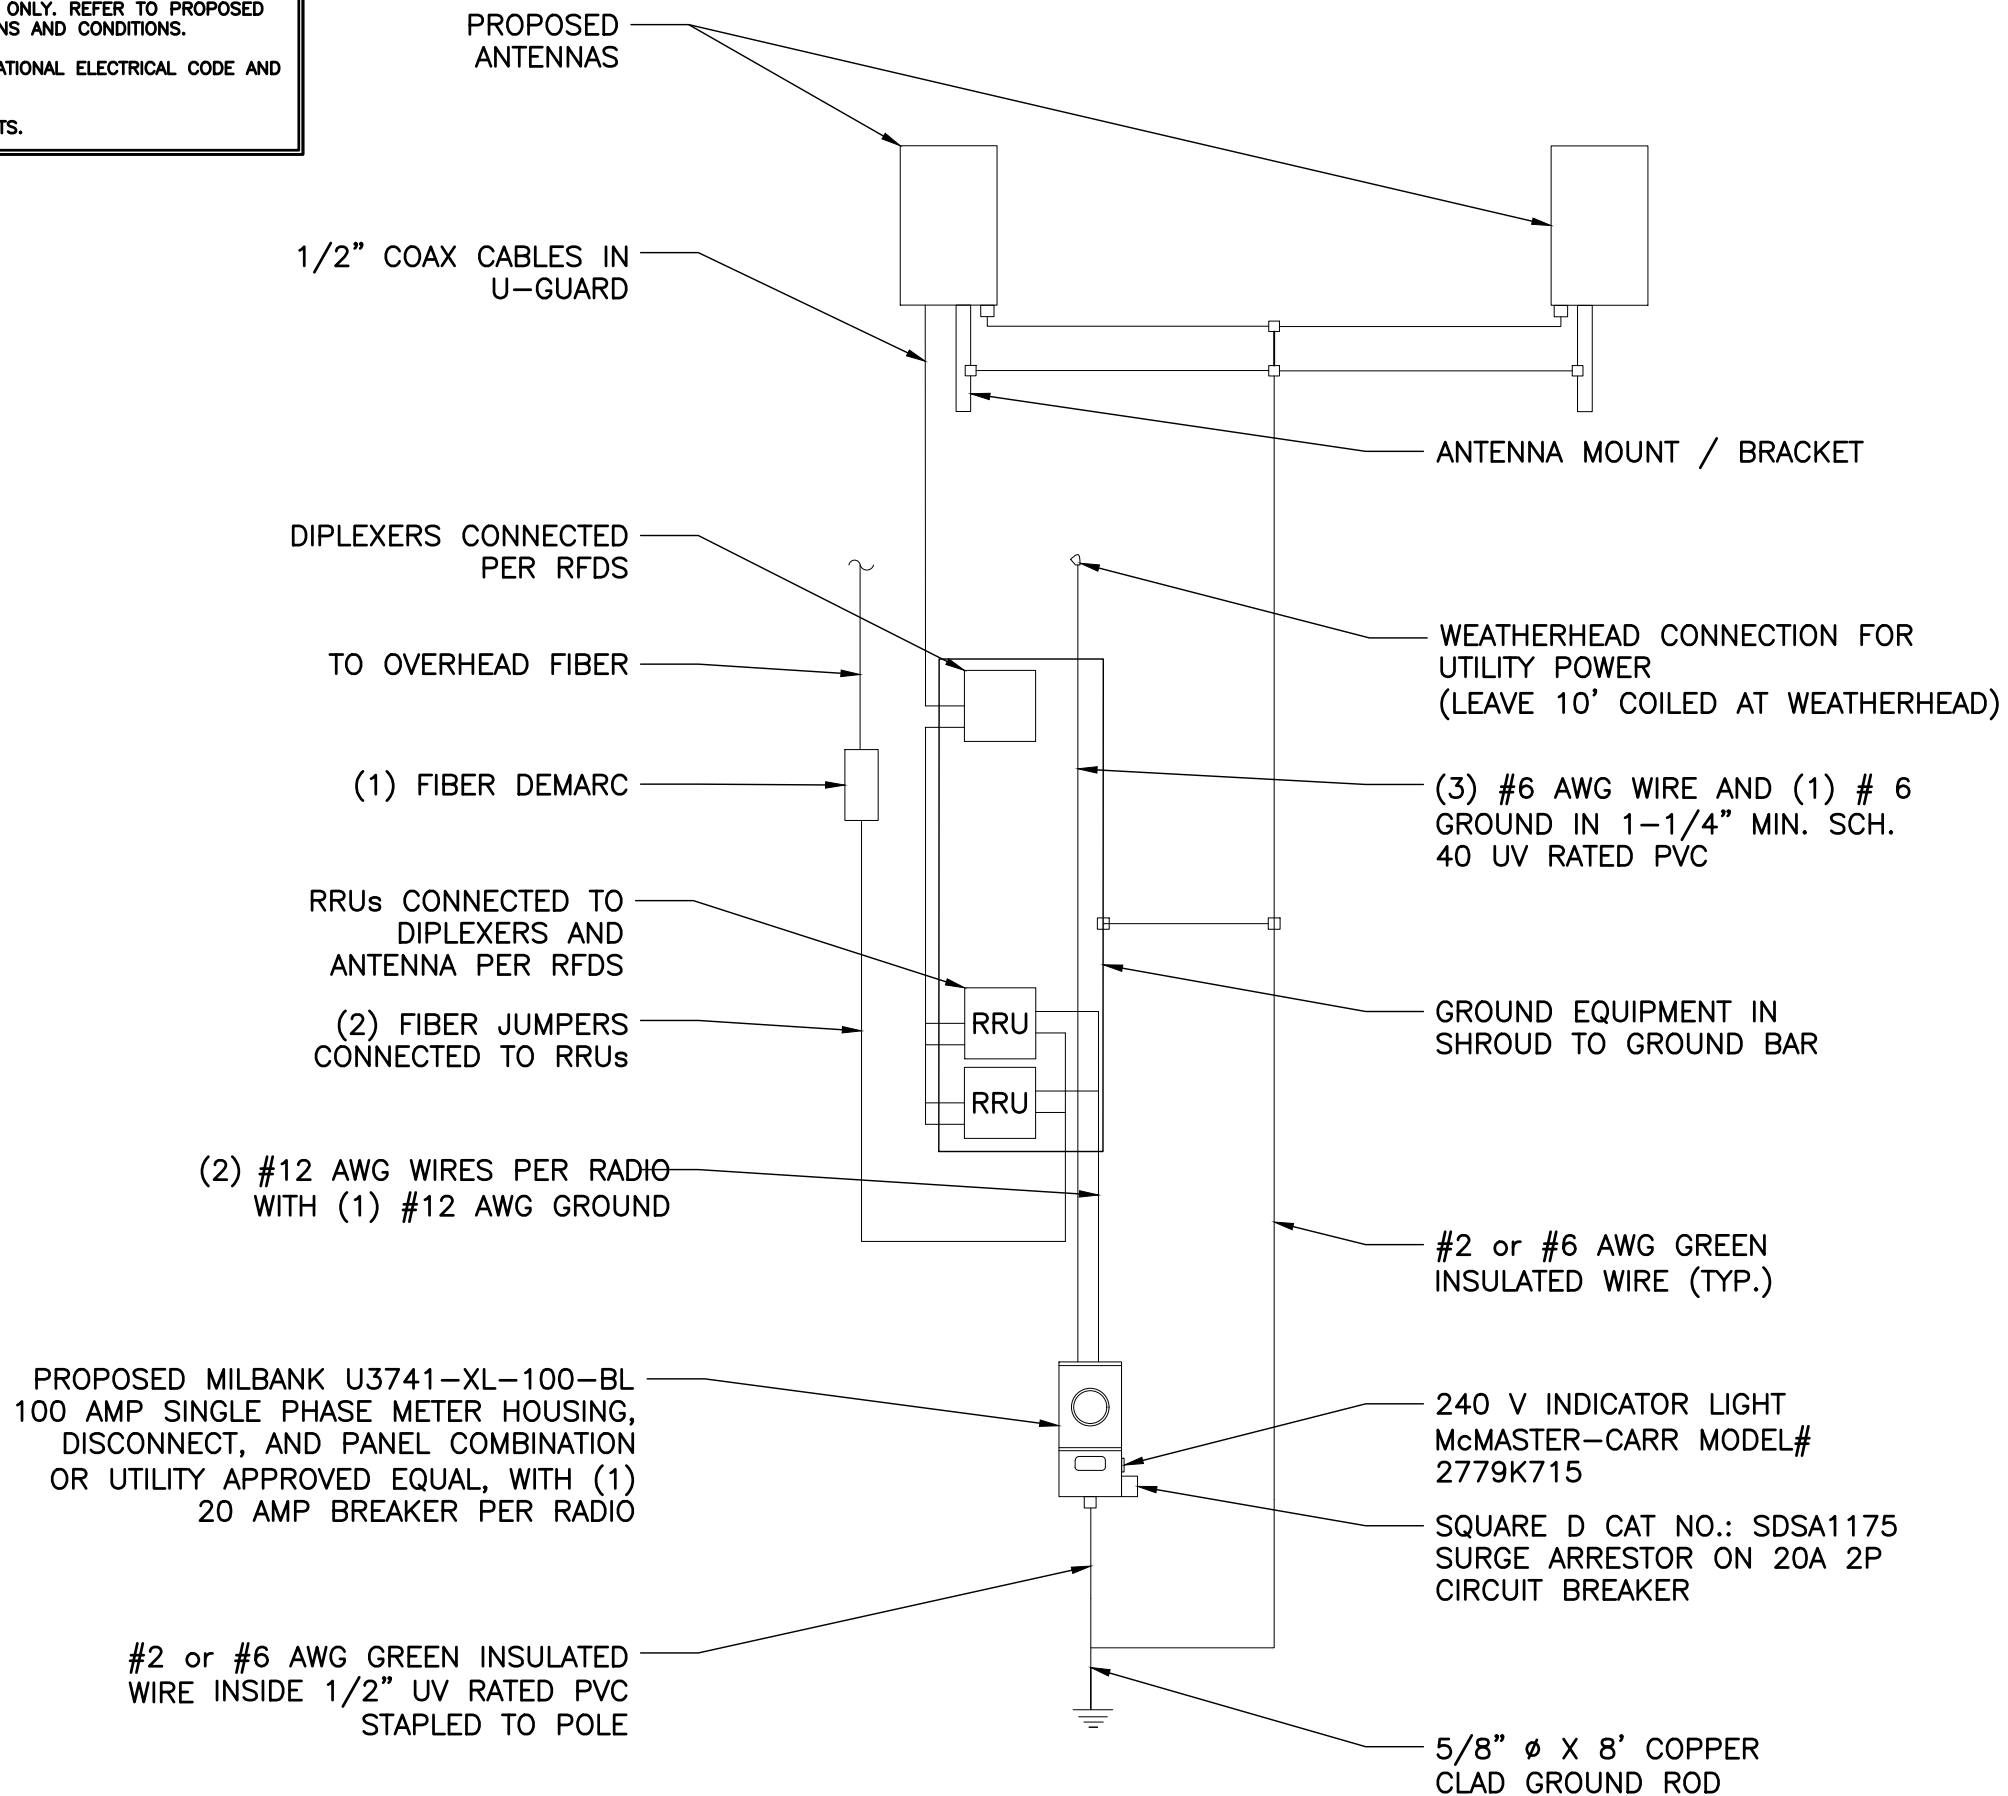 ONLY. REFER TO PROPOSED
AND CONDITIONS.
ELECTRICAL CODE AND
PROPOSED
ANTENNAS
1/2” COAX CABLES IN
U-GUARD
ANTENNA MOUNT / BRACKET
DIPLEXERS CONNECTED
PER RFDS
WEATHERHEAD CONNECTION FOR
UTILITY POWER
(LEAVE 10’ COILED AT WEATHERHEAD)
TO OVERHEAD FIBER
(1) FIBER DEMARC
(3) #6 AWG WIRE AND (1) # 6
GROUND IN 1-1/4” MIN. SCH.
40 UV RATED PVC
RRUs CONNECTED TO
DIPLEXERS AND
ANTENNA PER RFDS
RRU
RRU
(2) FIBER JUMPERS
CONNECTED TO RRUs
GROUND EQUIPMENT IN
SHROUD TO GROUND BAR
(2) #12 AWG WIRES PER RADIO
WITH (1) #12 AWG GROUND
#2 or #6 AWG GREEN
INSULATED WIRE (TYP.)
PROPOSED MILBANK U3741-XL-100-BL
100 AMP SINGLE PHASE METER HOUSING,
DISCONNECT, AND PANEL COMBINATION
OR UTILITY APPROVED EQUAL, WITH (1)
20 AMP BREAKER PER RADIO
240 V INDICATOR LIGHT
McMASTER-CARR MODEL#
2779K715
SQUARE D CAT NO.: SDSA1175
SURGE ARRESTOR ON 20A 2P
CIRCUIT BREAKER
#2 or #6 AWG GREEN INSULATED
WIRE INSIDE 1/2” UV RATED PVC
STAPLED TO POLE
5/8” ø X 8’ COPPER
CLAD GROUND ROD